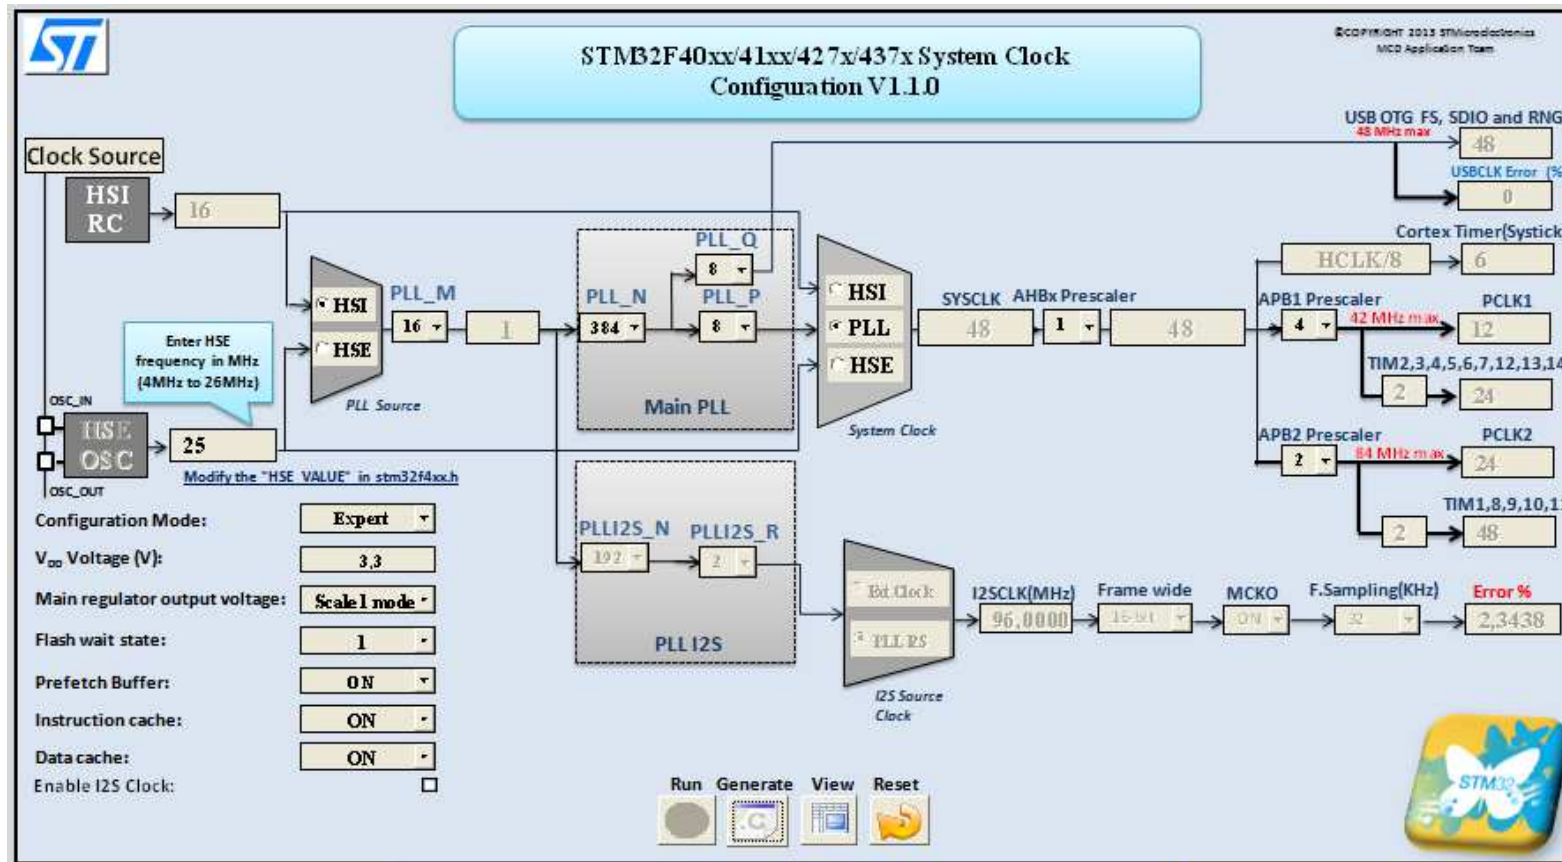 ST
STM32F40xx/41xx/427x/437x System Clock
Configuration V1.1.0
©COPYRIGHT 2013 STMicroelectronics
MCD Application Team
USB OTG FS, SDIO and RNG
48 MHz max
48
USBCLK Error (%
0
Clock Source
HSI
RC
16
Cortex Timer(Systick
HCLK/8
6
PLL_Q
8
PLL_M
16
1
PLL_N
384
PLL_P
8
HSI
HSE
PLL Source
Main PLL
HSI
PLL
HSE
System Clock
SYSCLK
48
AHBx Prescaler
1
48
APB1 Prescaler
4
42 MHz max
PCLK1
12
TIM2,3,4,5,6,7,12,13,14
2
24
APB2 Prescaler
2
84 MHz max
PCLK2
24
TIM1,8,9,10,11
2
48
Enter HSE
frequency in MHz
(4MHz to 26MHz)
OSC_IN
HSE
OSC
25
OSC_OUT
Modify the "HSE VALUE" in stm32f4xx.h
Configuration Mode:
Expert
VDD Voltage (V):
3,3
Main regulator output voltage:
Scale1 mode
Flash wait state:
1
Prefetch Buffer:
ON
Instruction cache:
ON
Data cache:
ON
Enable I2S Clock:
PLLI2S_N
192
PLLI2S_R
2
PLL I2S
Ext.Clock
PLL I2S
I2S Source
Clock
I2SCLK(MHz)
96,0000
Frame wide
16-bit
MCKO
ON
F.Sampling(KHz)
32
Error %
2,3438
Run
Generate
View
Reset
.C
STM32